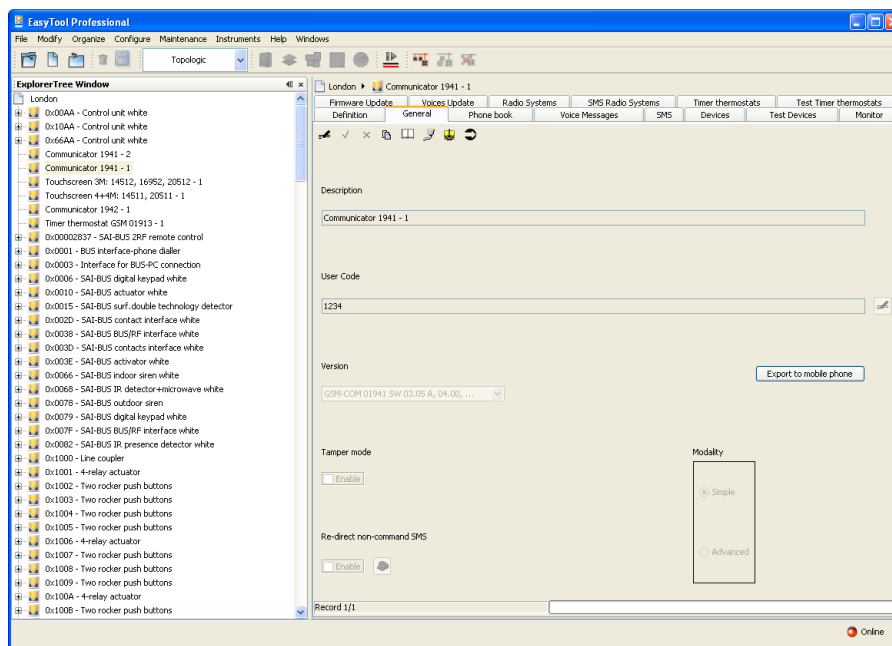 EasyTool Professional
File Modify Organize Configure Maintenance Instruments Help Windows
Topologic
ExplorerTree Window
London
0x00AA - Control unit white
0x10AA - Control unit white
0x66AA - Control unit white
Communicator 1941 - 2
Communicator 1941 - 1
Touchscreen 3M: 14512, 16952, 20512 - 1
Touchscreen 4+4M: 14511, 20511 - 1
Communicator 1942 - 1
Timer thermostat GSM 01913 - 1
0x00002837 - SAI-BUS 2RF remote control
0x0001 - BUS interface-phone dialler
0x0003 - Interface for BUS-PC connection
0x0006 - SAI-BUS digital keypad white
0x0010 - SAI-BUS actuator white
0x0015 - SAI-BUS surf.double technology detector
0x002D - SAI-BUS contact interface white
0x0038 - SAI-BUS BUS/RF interface white
0x003D - SAI-BUS contacts interface white
0x003E - SAI-BUS activator white
0x0066 - SAI-BUS indoor siren white
0x0068 - SAI-BUS IR detector+microwave white
0x0078 - SAI-BUS outdoor siren
0x0079 - SAI-BUS digital keypad white
0x007F - SAI-BUS BUS/RF interface white
0x0082 - SAI-BUS IR presence detector white
0x1000 - Line coupler
0x1001 - 4-relay actuator
0x1002 - Two rocker push buttons
0x1003 - Two rocker push buttons
0x1004 - Two rocker push buttons
0x1005 - Two rocker push buttons
0x1006 - 4-relay actuator
0x1007 - Two rocker push buttons
0x1008 - Two rocker push buttons
0x1009 - Two rocker push buttons
0x100A - 4-relay actuator
0x100B - Two rocker push buttons
London Communicator 1941 - 1
Firmware Update Voices Update Radio Systems SMS Radio Systems Timer thermostats Test Timer thermostats
Definition General Phone book Voice Messages SMS Devices Test Devices Monitor
Description
Communicator 1941 - 1
User Code
1234
Version
Export to mobile phone
GSM-COM 01941 SW 03.05 A, 04.00, ...
Tamper mode
Modality
Enable
Simple
Re-direct non-command SMS
Advanced
Enable
Record 1/1
Online